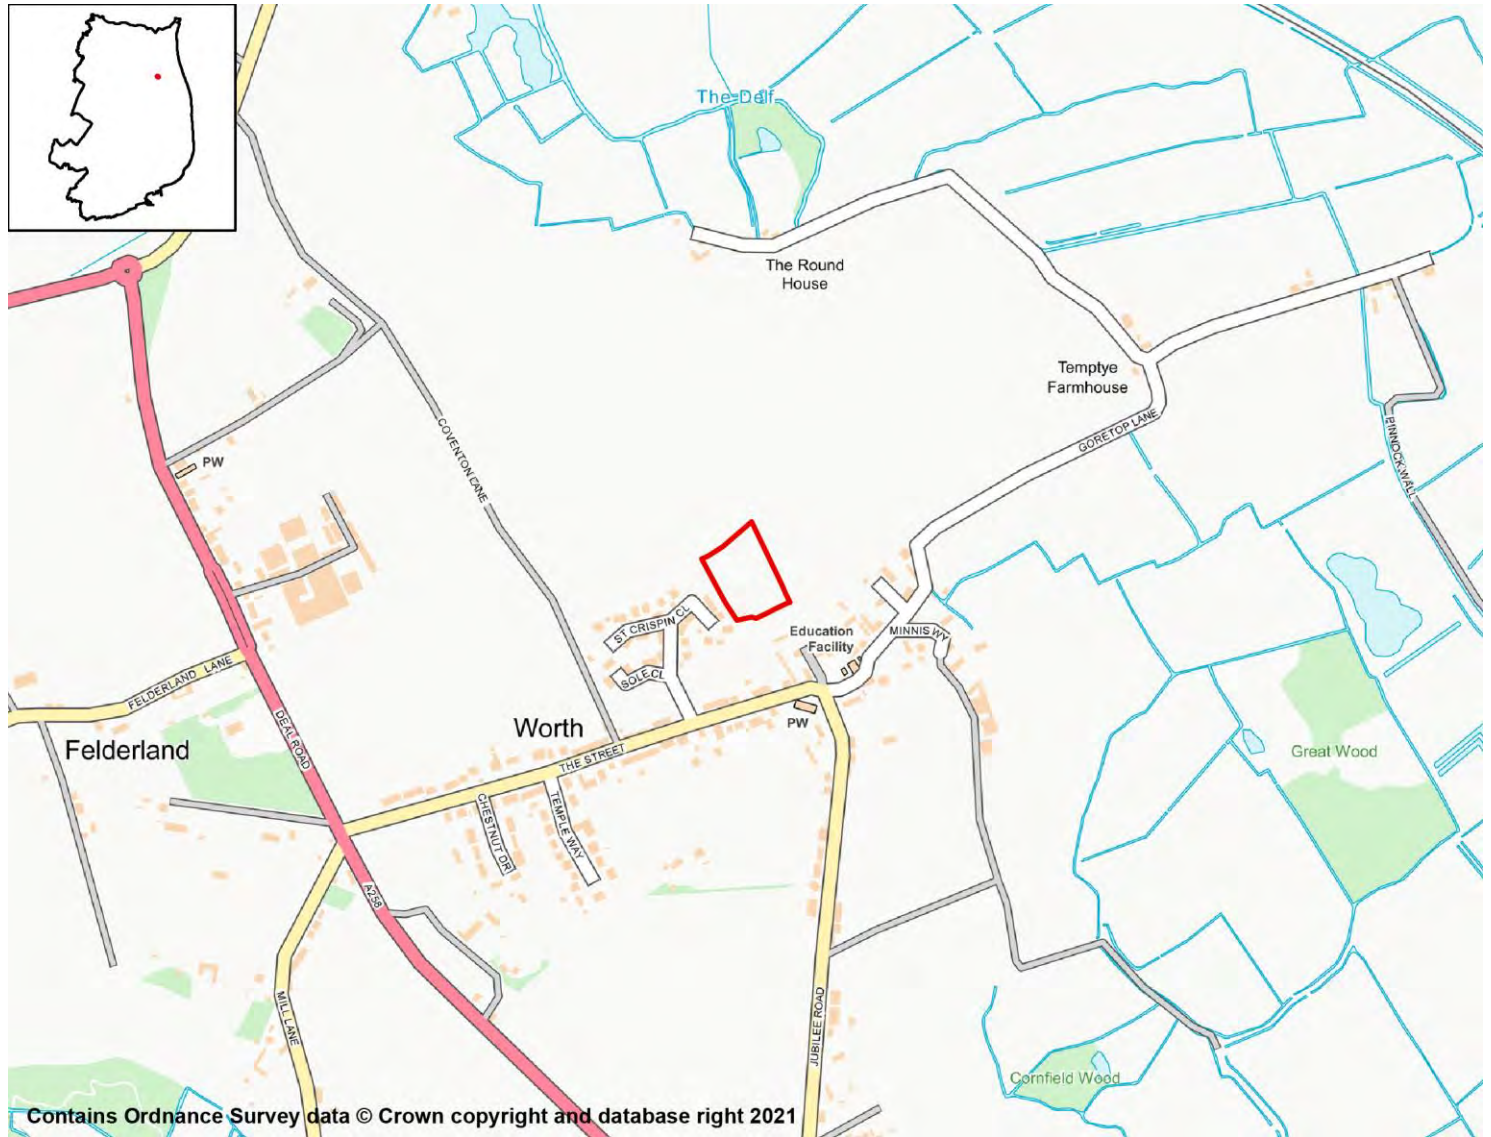 The Delf
The Round
House
Temptye
Farmhouse
GORETOP LANE
PINNOCK WALL
COVENTON LANE
PW
ST CRISPIN CL
Education
Facility
MINNIS WY
SOLE CL
FELDERLAND LANE
DEAL ROAD
Felderland
Worth
PW
THE STREET
Great Wood
CHESTNUT DR
TEMPLE WAY
A258
MILL LANE
JUBILEE ROAD
Cornfield Wood
Contains Ordnance Survey data © Crown copyright and database right 2021